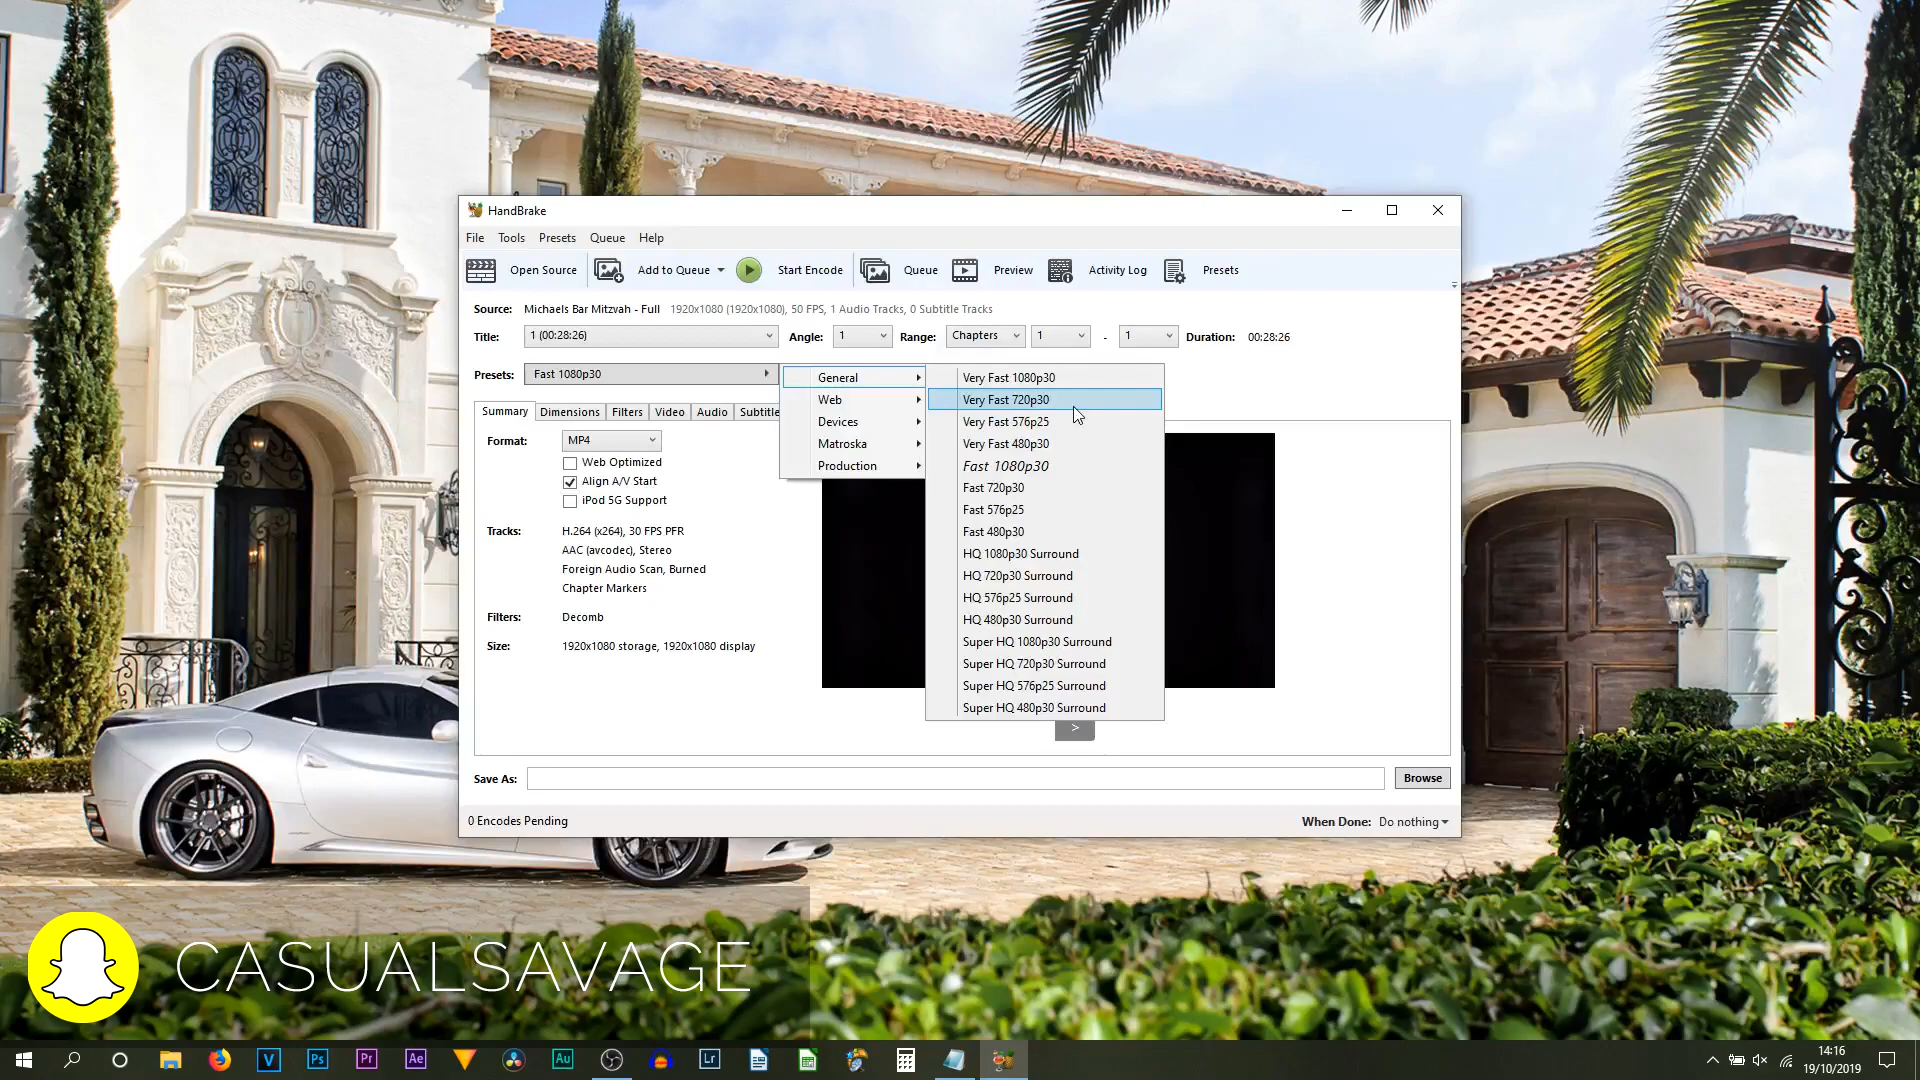 HandBrake
File Tools Presets Queue Help
Open Source Add to Queue Start Encode Queue Preview Activity Log Presets
Source: Michaels Bar Mitzvah - Full 1920x1080 (1920x1080), 50 FPS, 1 Audio Tracks, 0 Subtitle Tracks
Title: 1 (00:28:26) Angle: 1 Range: Chapters 1 - 1 Duration: 00:28:26
Presets: Fast 1080p30
General
Web
Devices
Matroska
Production
Very Fast 1080p30
Very Fast 720p30
Very Fast 576p25
Very Fast 480p30
Fast 1080p30
Fast 720p30
Fast 576p25
Fast 480p30
HQ 1080p30 Surround
HQ 720p30 Surround
HQ 576p25 Surround
HQ 480p30 Surround
Super HQ 1080p30 Surround
Super HQ 720p30 Surround
Super HQ 576p25 Surround
Super HQ 480p30 Surround
Summary Dimensions Filters Video Audio Subtitle
Format: MP4
Web Optimized
Align A/V Start
iPod 5G Support
Tracks: H.264 (x264), 30 FPS PFR
AAC (avcodec), Stereo
Foreign Audio Scan, Burned
Chapter Markers
Filters: Decomb
Size: 1920x1080 storage, 1920x1080 display
>
Save As: Browse
0 Encodes Pending When Done: Do nothing
CASUALSAVAGE
V Ps Pr Ae Au Lr
14:16
19/10/2019